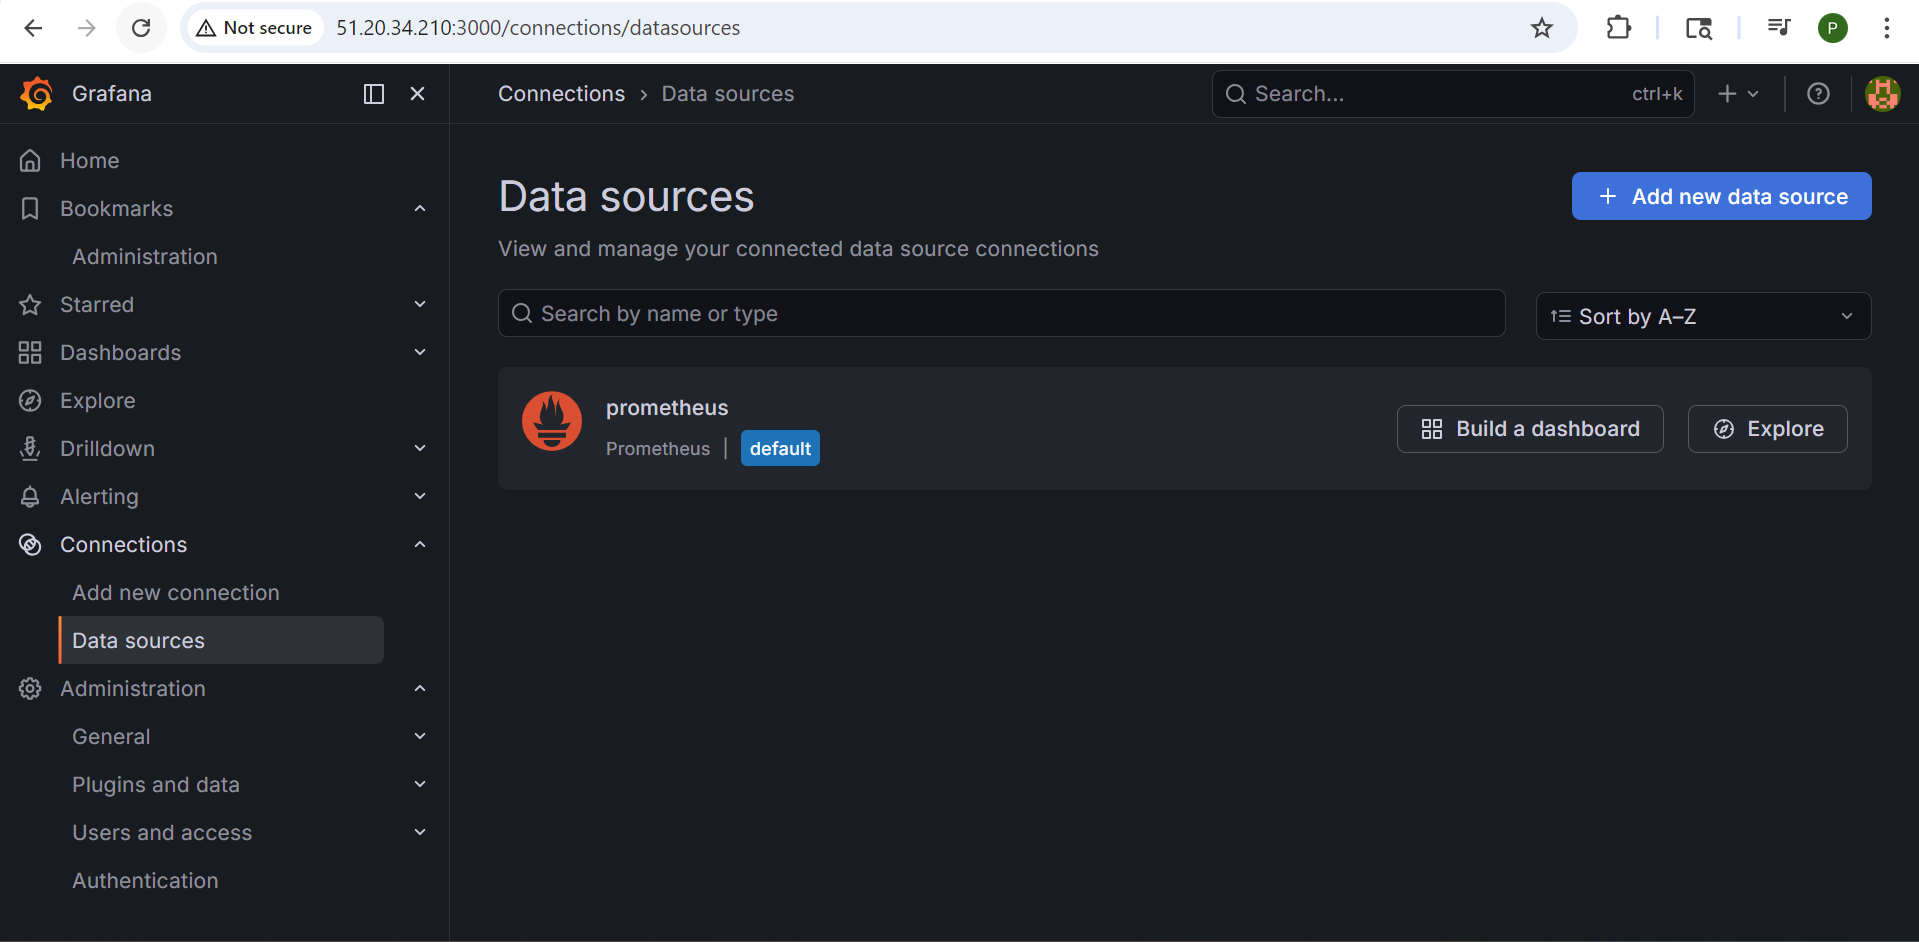 Not secure 51.20.34.210:3000/connections/datasources P
Grafana
Connections › Data sources
Search... ctrl+k
Home
Bookmarks
Administration
Starred
Dashboards
Explore
Drilldown
Alerting
Connections
Add new connection
Data sources
Administration
General
Plugins and data
Users and access
Authentication
Data sources
Add new data source
View and manage your connected data source connections
Search by name or type
Sort by A–Z
prometheus
Prometheus | default
Build a dashboard
Explore